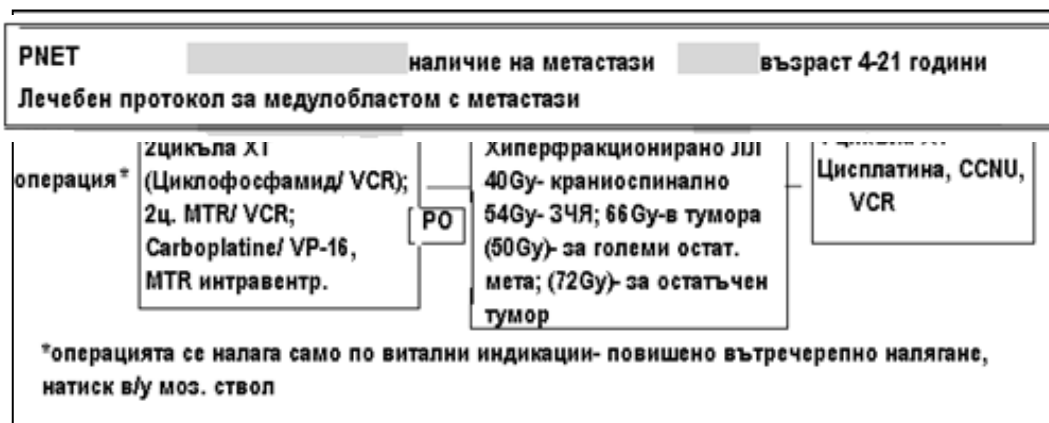 PNET наличие на метастази възраст 4-21 години
Лечебен протокол за медулобластом с метастази
операция*
2цикъла ХТ
(Циклофосфамид/ VCR);
2ц. MTR/ VCR;
Carboplatine/ VP-16,
MTR интравентр.
РО
Хиперфракционирано ЛЛ
40Gy- краниоспинално
54Gy- ЗЧЯ; 66Gy-в тумора
(50Gy)- за големи остат.
мета; (72Gy)- за остатъчен
тумор
Цисплатина, CCNU,
VCR
*операцията се налага само по витални индикации- повишено вътречерепно налягане,
натиск в/у моз. ствол